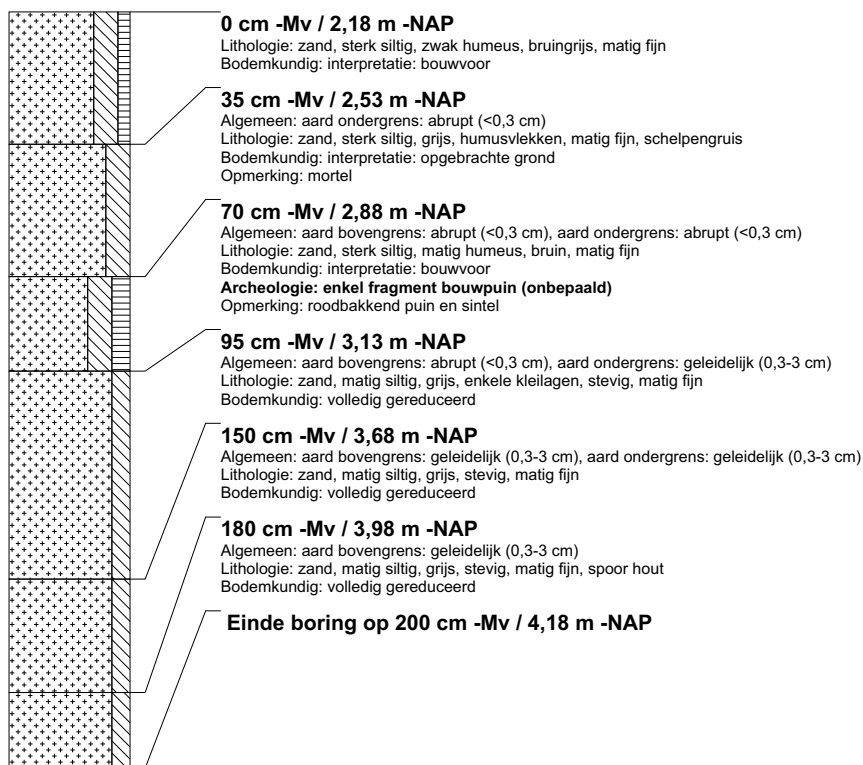 0 cm -Mv / 2,18 m -NAP
Lithologie: zand, sterk siltig, zwak humeus, bruingrijs, matig fijn
Bodemkundig: interpretatie: bouwvoor
35 cm -Mv / 2,53 m -NAP
Algemeen: aard ondergrens: abrupt (<0,3 cm)
Lithologie: zand, sterk siltig, grijs, humusvlekken, matig fijn, schelpengruis
Bodemkundig: interpretatie: opgebrachte grond
Opmerking: mortel
70 cm -Mv / 2,88 m -NAP
Algemeen: aard bovengrens: abrupt (<0,3 cm), aard ondergrens: abrupt (<0,3 cm)
Lithologie: zand, sterk siltig, matig humeus, bruin, matig fijn
Bodemkundig: interpretatie: bouwvoor
Archeologie: enkel fragment bouwpuin (onbepaald)
Opmerking: roodbakkend puin en sintel
95 cm -Mv / 3,13 m -NAP
Algemeen: aard bovengrens: abrupt (<0,3 cm), aard ondergrens: geleidelijk (0,3-3 cm)
Lithologie: zand, matig siltig, grijs, enkele kleilagen, stevig, matig fijn
Bodemkundig: volledig gereduceerd
150 cm -Mv / 3,68 m -NAP
Algemeen: aard bovengrens: geleidelijk (0,3-3 cm), aard ondergrens: geleidelijk (0,3-3 cm)
Lithologie: zand, matig siltig, grijs, stevig, matig fijn
Bodemkundig: volledig gereduceerd
180 cm -Mv / 3,98 m -NAP
Algemeen: aard bovengrens: geleidelijk (0,3-3 cm)
Lithologie: zand, matig siltig, grijs, stevig, matig fijn, spoor hout
Bodemkundig: volledig gereduceerd
Einde boring op 200 cm -Mv / 4,18 m -NAP